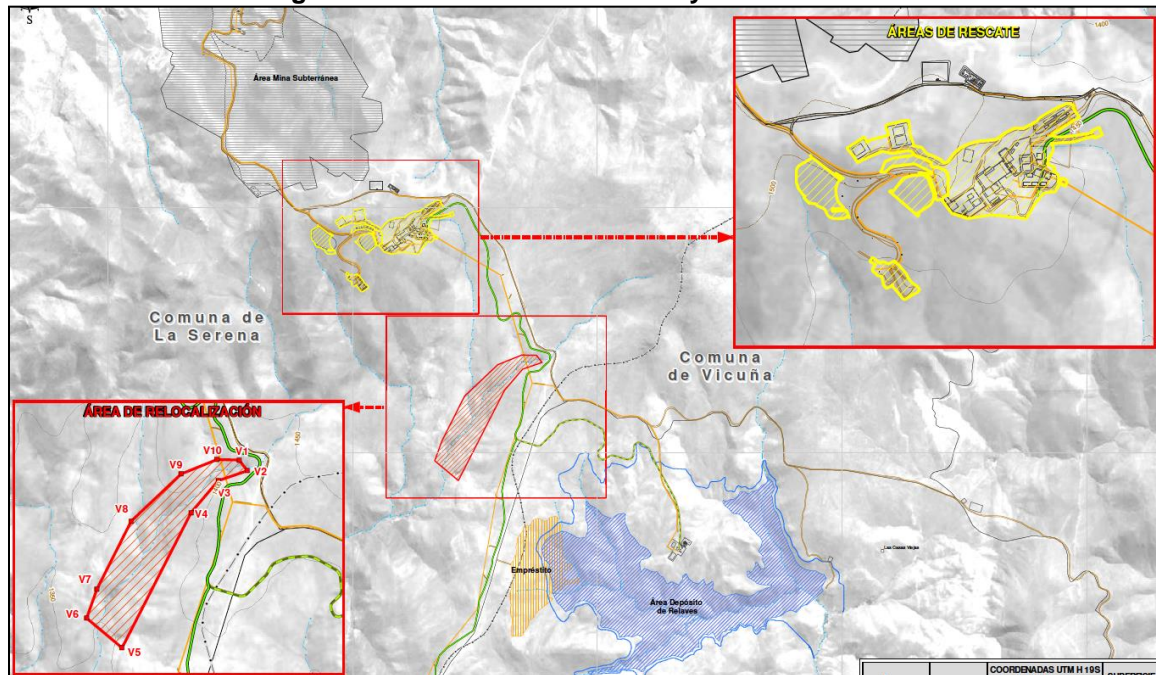 S
ÁREAS DE RESCATE
1400
1500
Área Mina Subterránea
Comuna de
La Serena
Comuna
de Vicuña
ÁREA DE RELOCALIZACIÓN
1450
V10
V1
V2
V9
V3
V4
V8
V7
V6
V5
Empréstito
Área Depósito
de Relaves
Las Casas Viejas
COORDENADAS UTM H 19S